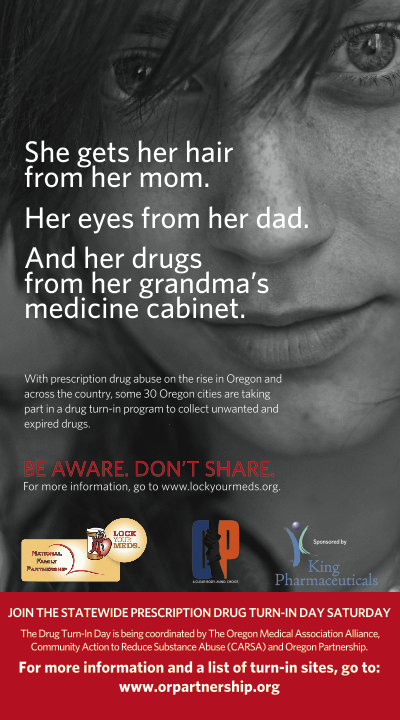 She gets her hair
from her mom.
Her eyes from her dad.
And her drugs
from her grandma's
medicine cabinet.
With prescription drug abuse on the rise in Oregon and
across the country, some 30 Oregon cities are taking
part in a drug turn-in program to collect unwanted and
expired drugs.
BE AWARE. DON'T SHARE.
For more information, go to www.lockyourmeds.org.
NATIONAL
FAMILY
PARTNERSHIP
LOCK
YOUR
MEDS.
OP
A CLEAR BODY, MIND, CHOICE
Sponsored by
King
Pharmaceuticals
JOIN THE STATEWIDE PRESCRIPTION DRUG TURN-IN DAY SATURDAY
The Drug Turn-In Day is being coordinated by The Oregon Medical Association Alliance,
Community Action to Reduce Substance Abuse (CARSA) and Oregon Partnership.
For more information and a list of turn-in sites, go to:
www.orpartnership.org